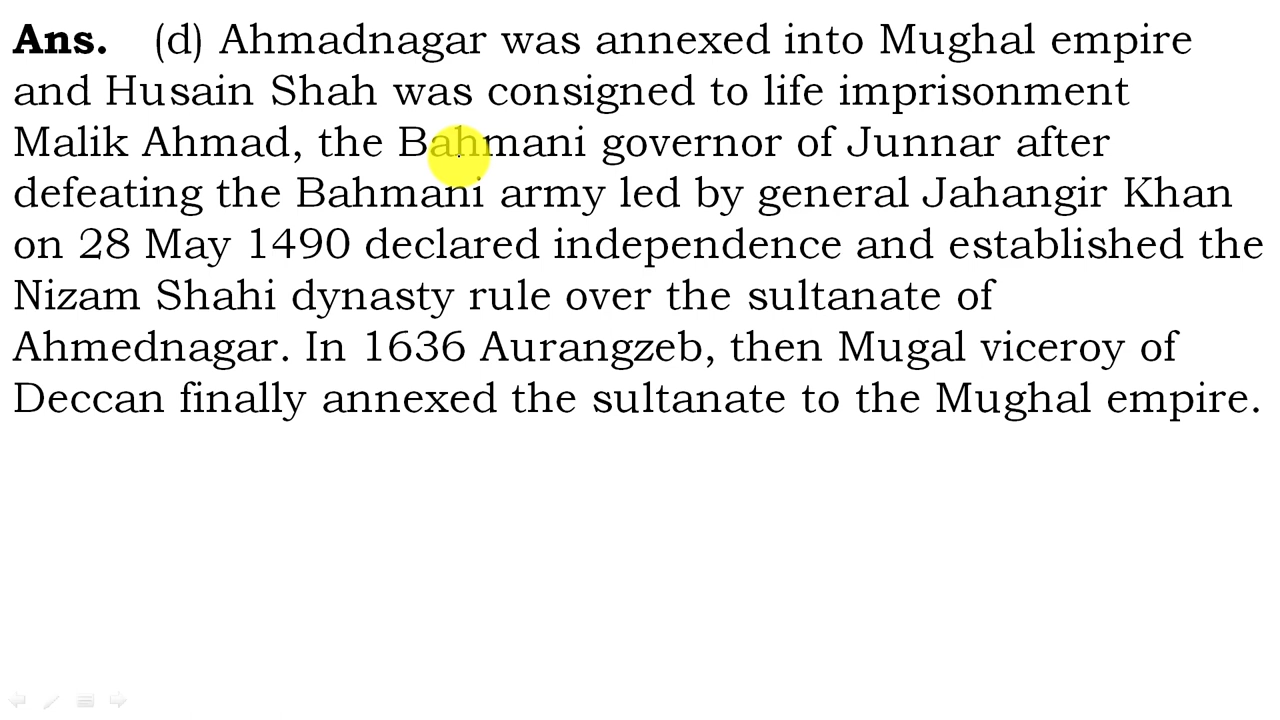 Ans. (d) Ahmadnagar was annexed into Mughal empire
and Husain Shah was consigned to life imprisonment
Malik Ahmad, the Bahmani governor of Junnar after
defeating the Bahmani army led by general Jahangir Khan
on 28 May 1490 declared independence and established the
Nizam Shahi dynasty rule over the sultanate of
Ahmednagar. In 1636 Aurangzeb, then Mugal viceroy of
Deccan finally annexed the sultanate to the Mughal empire.